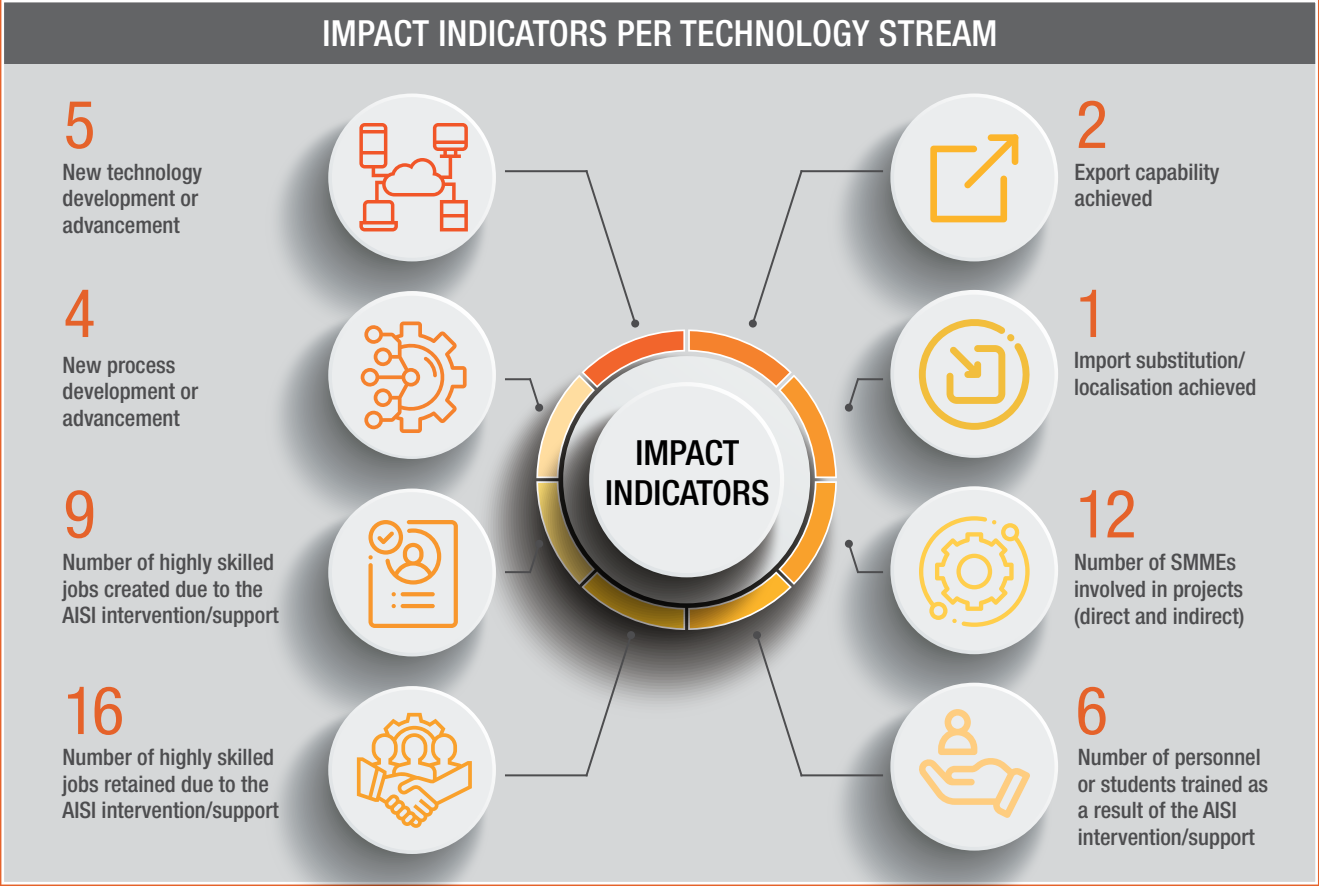 IMPACT INDICATORS PER TECHNOLOGY STREAM
5
New technology
development or
advancement
4
New process
development or
advancement
9
Number of highly skilled
jobs created due to the
AISI intervention/support
16
Number of highly skilled
jobs retained due to the
AISI intervention/support
IMPACT
INDICATORS
2
Export capability
achieved
1
Import substitution/
localisation achieved
12
Number of SMMEs
involved in projects
(direct and indirect)
6
Number of personnel
or students trained as
a result of the AISI
intervention/support